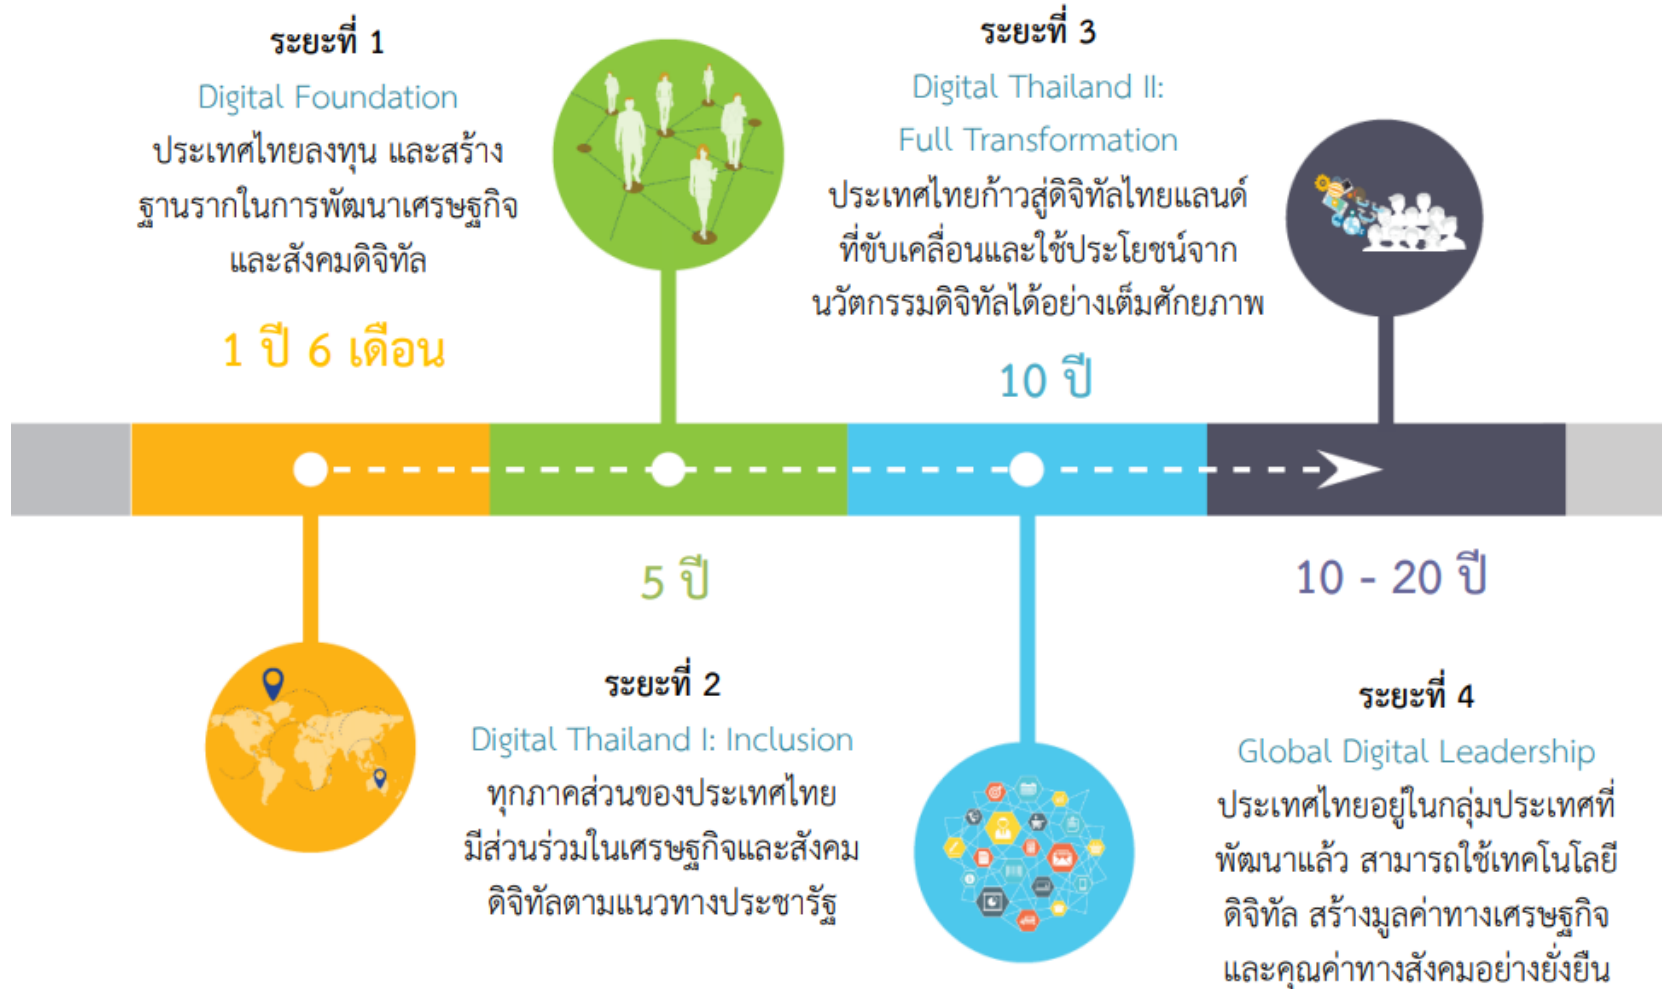 ระยะที่ 1
Digital Foundation
ประเทศไทยลงทุน และสร้าง
ฐานรากในการพัฒนาเศรษฐกิจ
และสังคมดิจิทัล
1 ปี 6 เดือน
5 ปี
ระยะที่ 2
Digital Thailand I: Inclusion
ทุกภาคส่วนของประเทศไทย
มีส่วนร่วมในเศรษฐกิจและสังคม
ดิจิทัลตามแนวทางประชารัฐ
ระยะที่ 3
Digital Thailand II:
Full Transformation
ประเทศไทยก้าวสู่ดิจิทัลไทยแลนด์
ที่ขับเคลื่อนและใช้ประโยชน์จาก
นวัตกรรมดิจิทัลได้อย่างเต็มศักยภาพ
10 ปี
10 - 20 ปี
ระยะที่ 4
Global Digital Leadership
ประเทศไทยอยู่ในกลุ่มประเทศที่
พัฒนาแล้ว สามารถใช้เทคโนโลยี
ดิจิทัล สร้างมูลค่าทางเศรษฐกิจ
และคุณค่าทางสังคมอย่างยั่งยืน